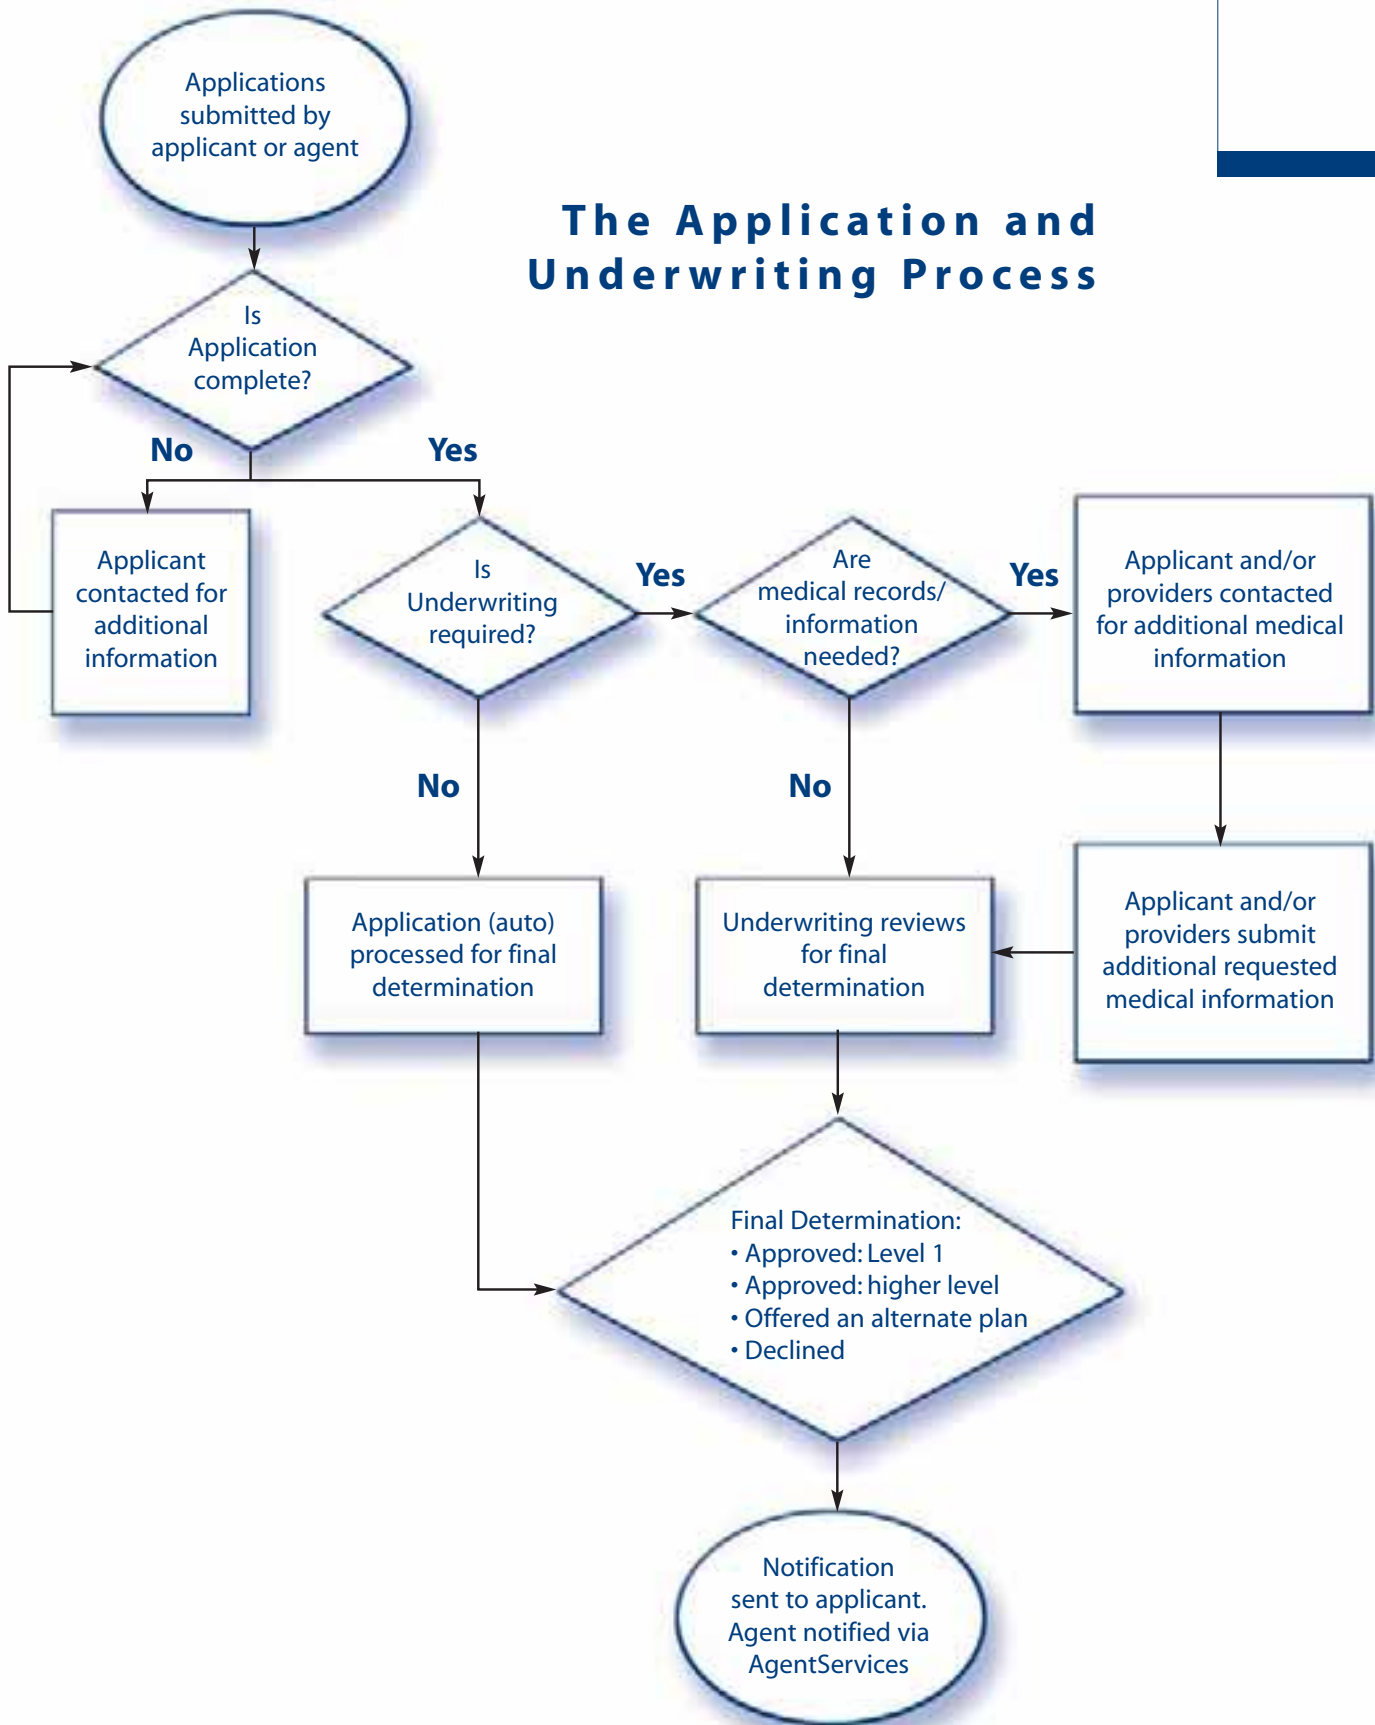 Applications
submitted by
applicant or agent
The Application and
Underwriting Process
Is
Application
complete?
No
Yes
Applicant
contacted for
additional
information
Is
Underwriting
required?
Yes
Are
medical records/
information
needed?
Yes
Applicant and/or
providers contacted
for additional medical
information
No
No
Application (auto)
processed for final
determination
Underwriting reviews
for final
determination
Applicant and/or
providers submit
additional requested
medical information
Final Determination:
• Approved: Level 1
• Approved: higher level
• Offered an alternate plan
• Declined
Notification
sent to applicant.
Agent notified via
AgentServices